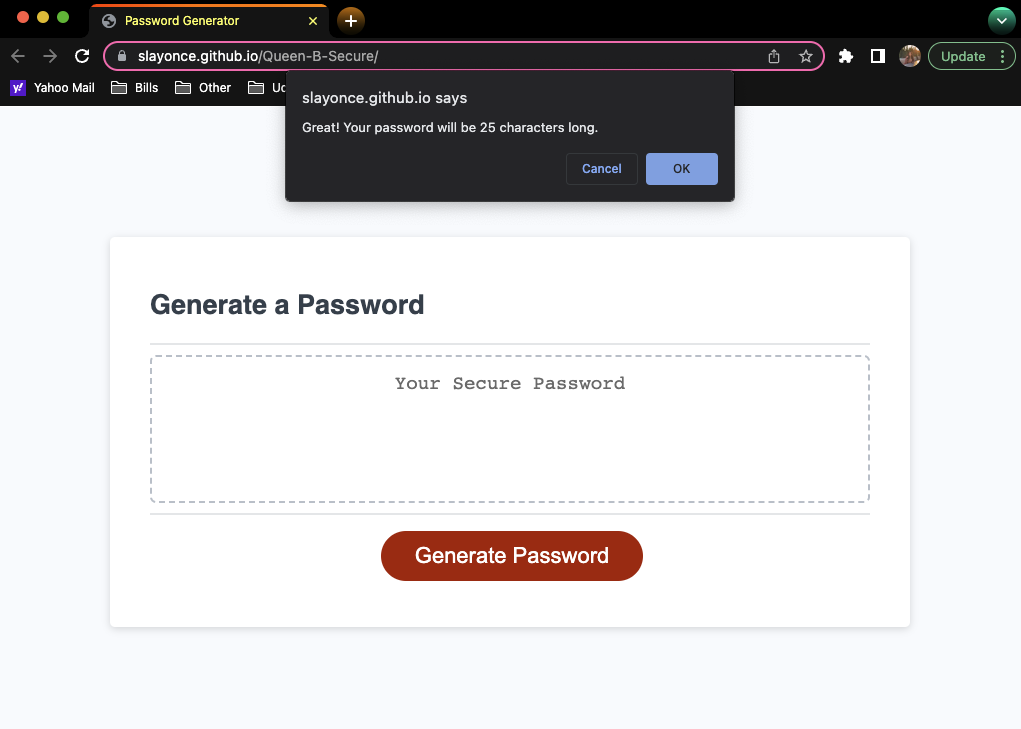 Password Generator
slayonce.github.io/Queen-B-Secure/
Update
y!
Yahoo Mail
Bills
Other
slayonce.github.io says
Great! Your password will be 25 characters long.
Cancel
OK
Generate a Password
Your Secure Password
Generate Password